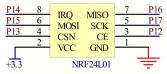 P14 8 IRQ MISO 7 P16
P15 6 MOSI SCK 5 P17
P13 4 CSN CE 3 P12
2 VCC GND 1
+3.3 NRF24L01